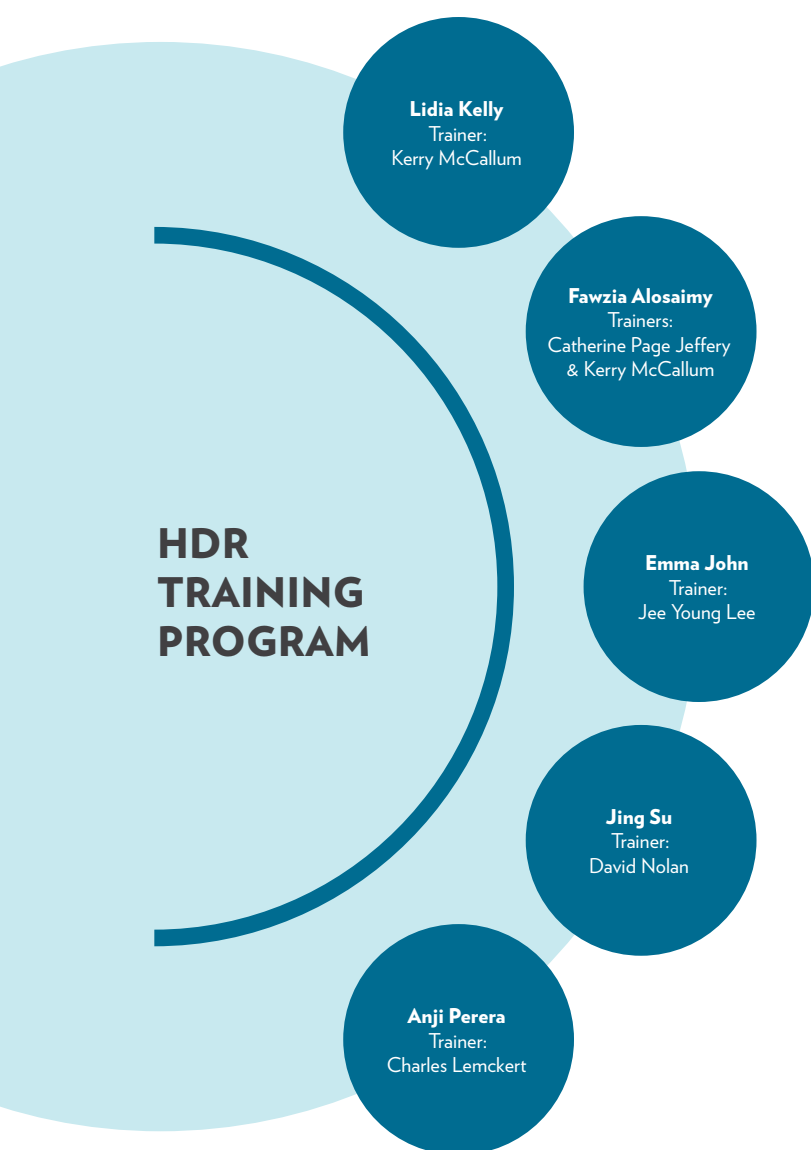 Lidia Kelly
Trainer:
Kerry McCallum
Fawzia Alosaimy
Trainers:
Catherine Page Jeffery
& Kerry McCallum
HDR
TRAINING
PROGRAM
Emma John
Trainer:
Jee Young Lee
Jing Su
Trainer:
David Nolan
Anji Perera
Trainer:
Charles Lemckert